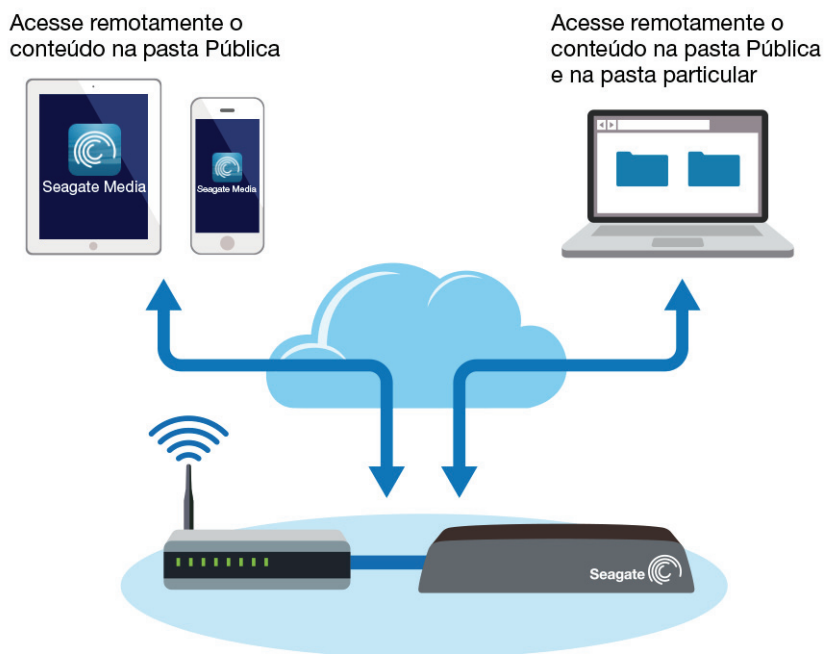 Acesse remotamente o
conteúdo na pasta Pública
Acesse remotamente o
conteúdo na pasta Pública
e na pasta particular
Seagate Media
Seagate Media
Seagate